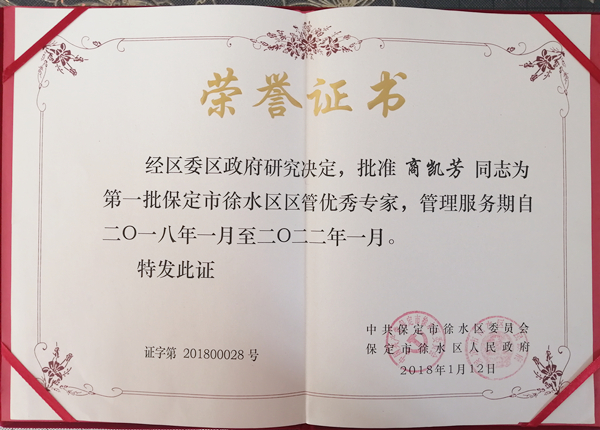 荣誉证书
经区委区政府研究决定，批准 商凯芳 同志为
第一批保定市徐水区区管优秀专家，管理服务期自
二〇一八年一月至二〇二二年一月。
特发此证
证字第 201800028 号
中共保定市徐水区委员会
保定市徐水区人民政府
2018年1月12日